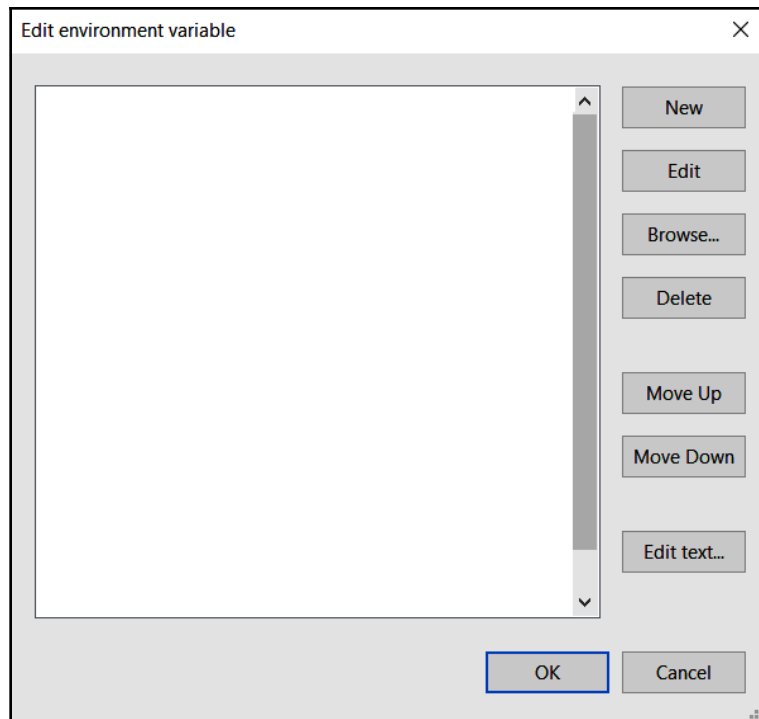 Edit environment variable
New
Edit
Browse...
Delete
Move Up
Move Down
Edit text...
OK
Cancel